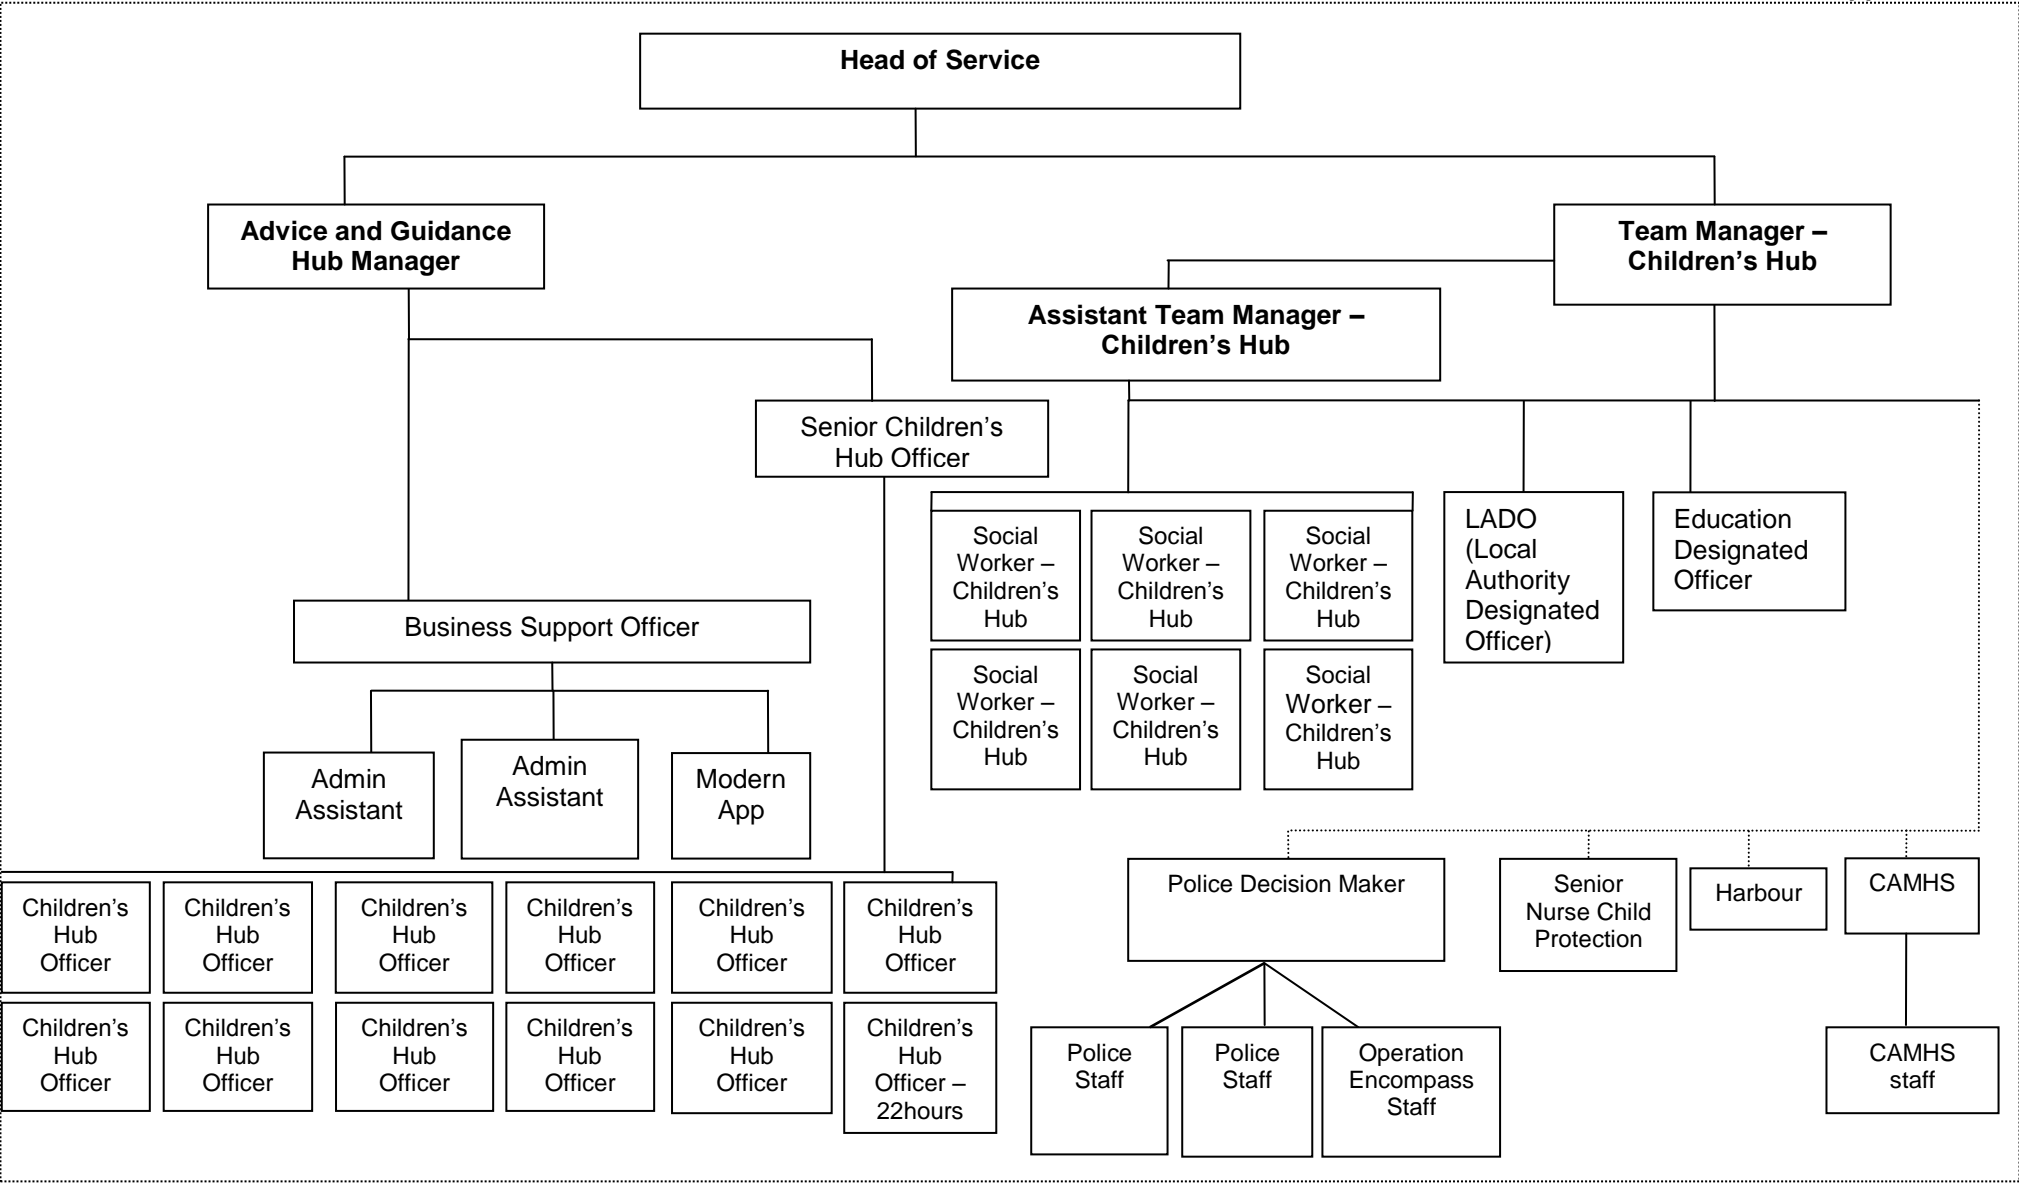 Head of Service
Advice and Guidance
Hub Manager
Team Manager –
Children’s Hub
Assistant Team Manager –
Children’s Hub
Senior Children’s
Hub Officer
Social
Worker –
Children’s
Hub
Social
Worker –
Children’s
Hub
Social
Worker –
Children’s
Hub
LADO
(Local
Authority
Designated
Officer)
Education
Designated
Officer
Business Support Officer
Social
Worker –
Children’s
Hub
Social
Worker –
Children’s
Hub
Social
Worker –
Children’s
Hub
Admin
Assistant
Admin
Assistant
Modern
App
Police Decision Maker
Senior
Nurse Child
Protection
Harbour
CAMHS
Children’s
Hub
Officer
Children’s
Hub
Officer
Children’s
Hub
Officer
Children’s
Hub
Officer
Children’s
Hub
Officer
Children’s
Hub
Officer
Children’s
Hub
Officer
Children’s
Hub
Officer
Children’s
Hub
Officer
Children’s
Hub
Officer
Children’s
Hub
Officer
Children’s
Hub
Officer –
22hours
Police
Staff
Police
Staff
Operation
Encompass
Staff
CAMHS
staff